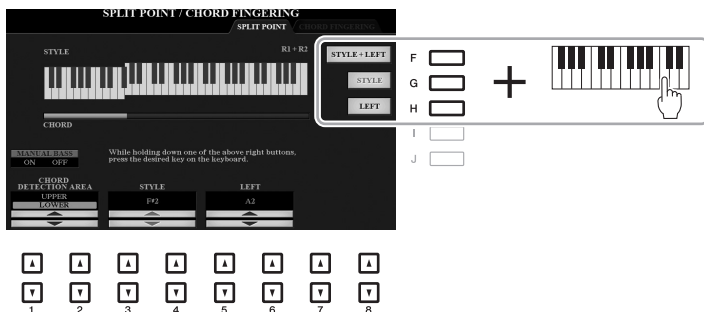 SPLIT POINT / CHORD FINGERING
SPLIT POINT
CHORD FINGERING
STYLE
R1 + R2
STYLE+LEFT
F
STYLE
G
LEFT
H
CHORD
I
J
MANUAL BASS
ON OFF
While holding down one of the above right buttons,
press the desired key on the keyboard.
CHORD
DETECTION AREA
STYLE
LEFT
UPPER
LOWER
F#2
A2
1 2 3 4 5 6 7 8